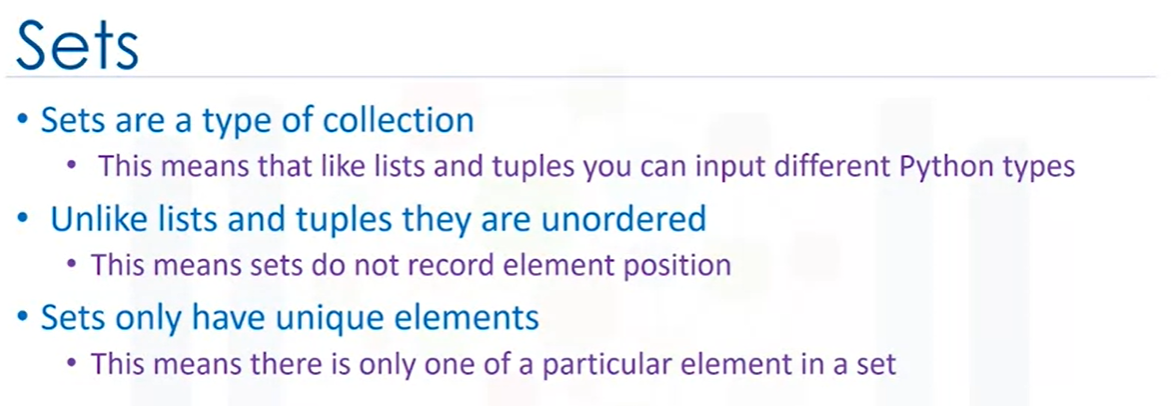 Sets
• Sets are a type of collection
• This means that like lists and tuples you can input different Python types
• Unlike lists and tuples they are unordered
• This means sets do not record element position
• Sets only have unique elements
• This means there is only one of a particular element in a set